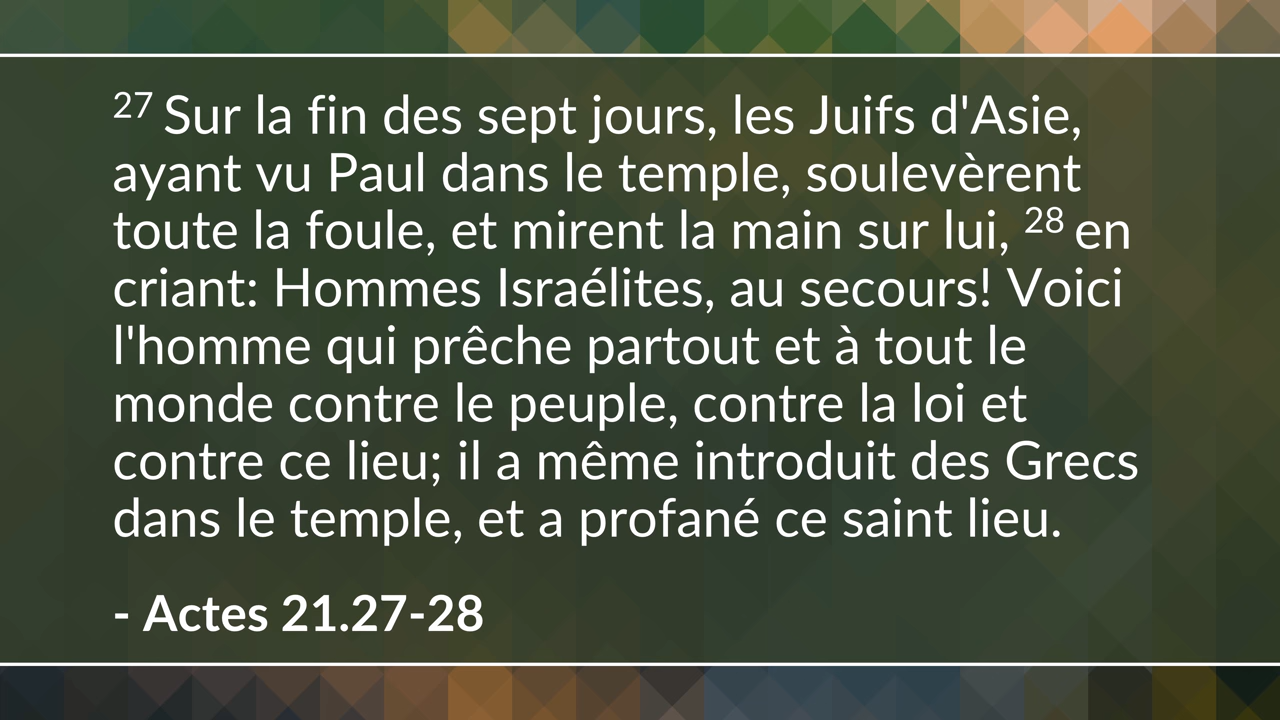 27 Sur la fin des sept jours, les Juifs d'Asie,
ayant vu Paul dans le temple, soulevèrent
toute la foule, et mirent la main sur lui, 28 en
criant: Hommes Israélites, au secours! Voici
l'homme qui prêche partout et à tout le
monde contre le peuple, contre la loi et
contre ce lieu; il a même introduit des Grecs
dans le temple, et a profané ce saint lieu.
- Actes 21.27-28